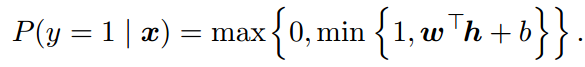 P(y = 1 | x) = max{0, min {1, w⊤h + b}}.